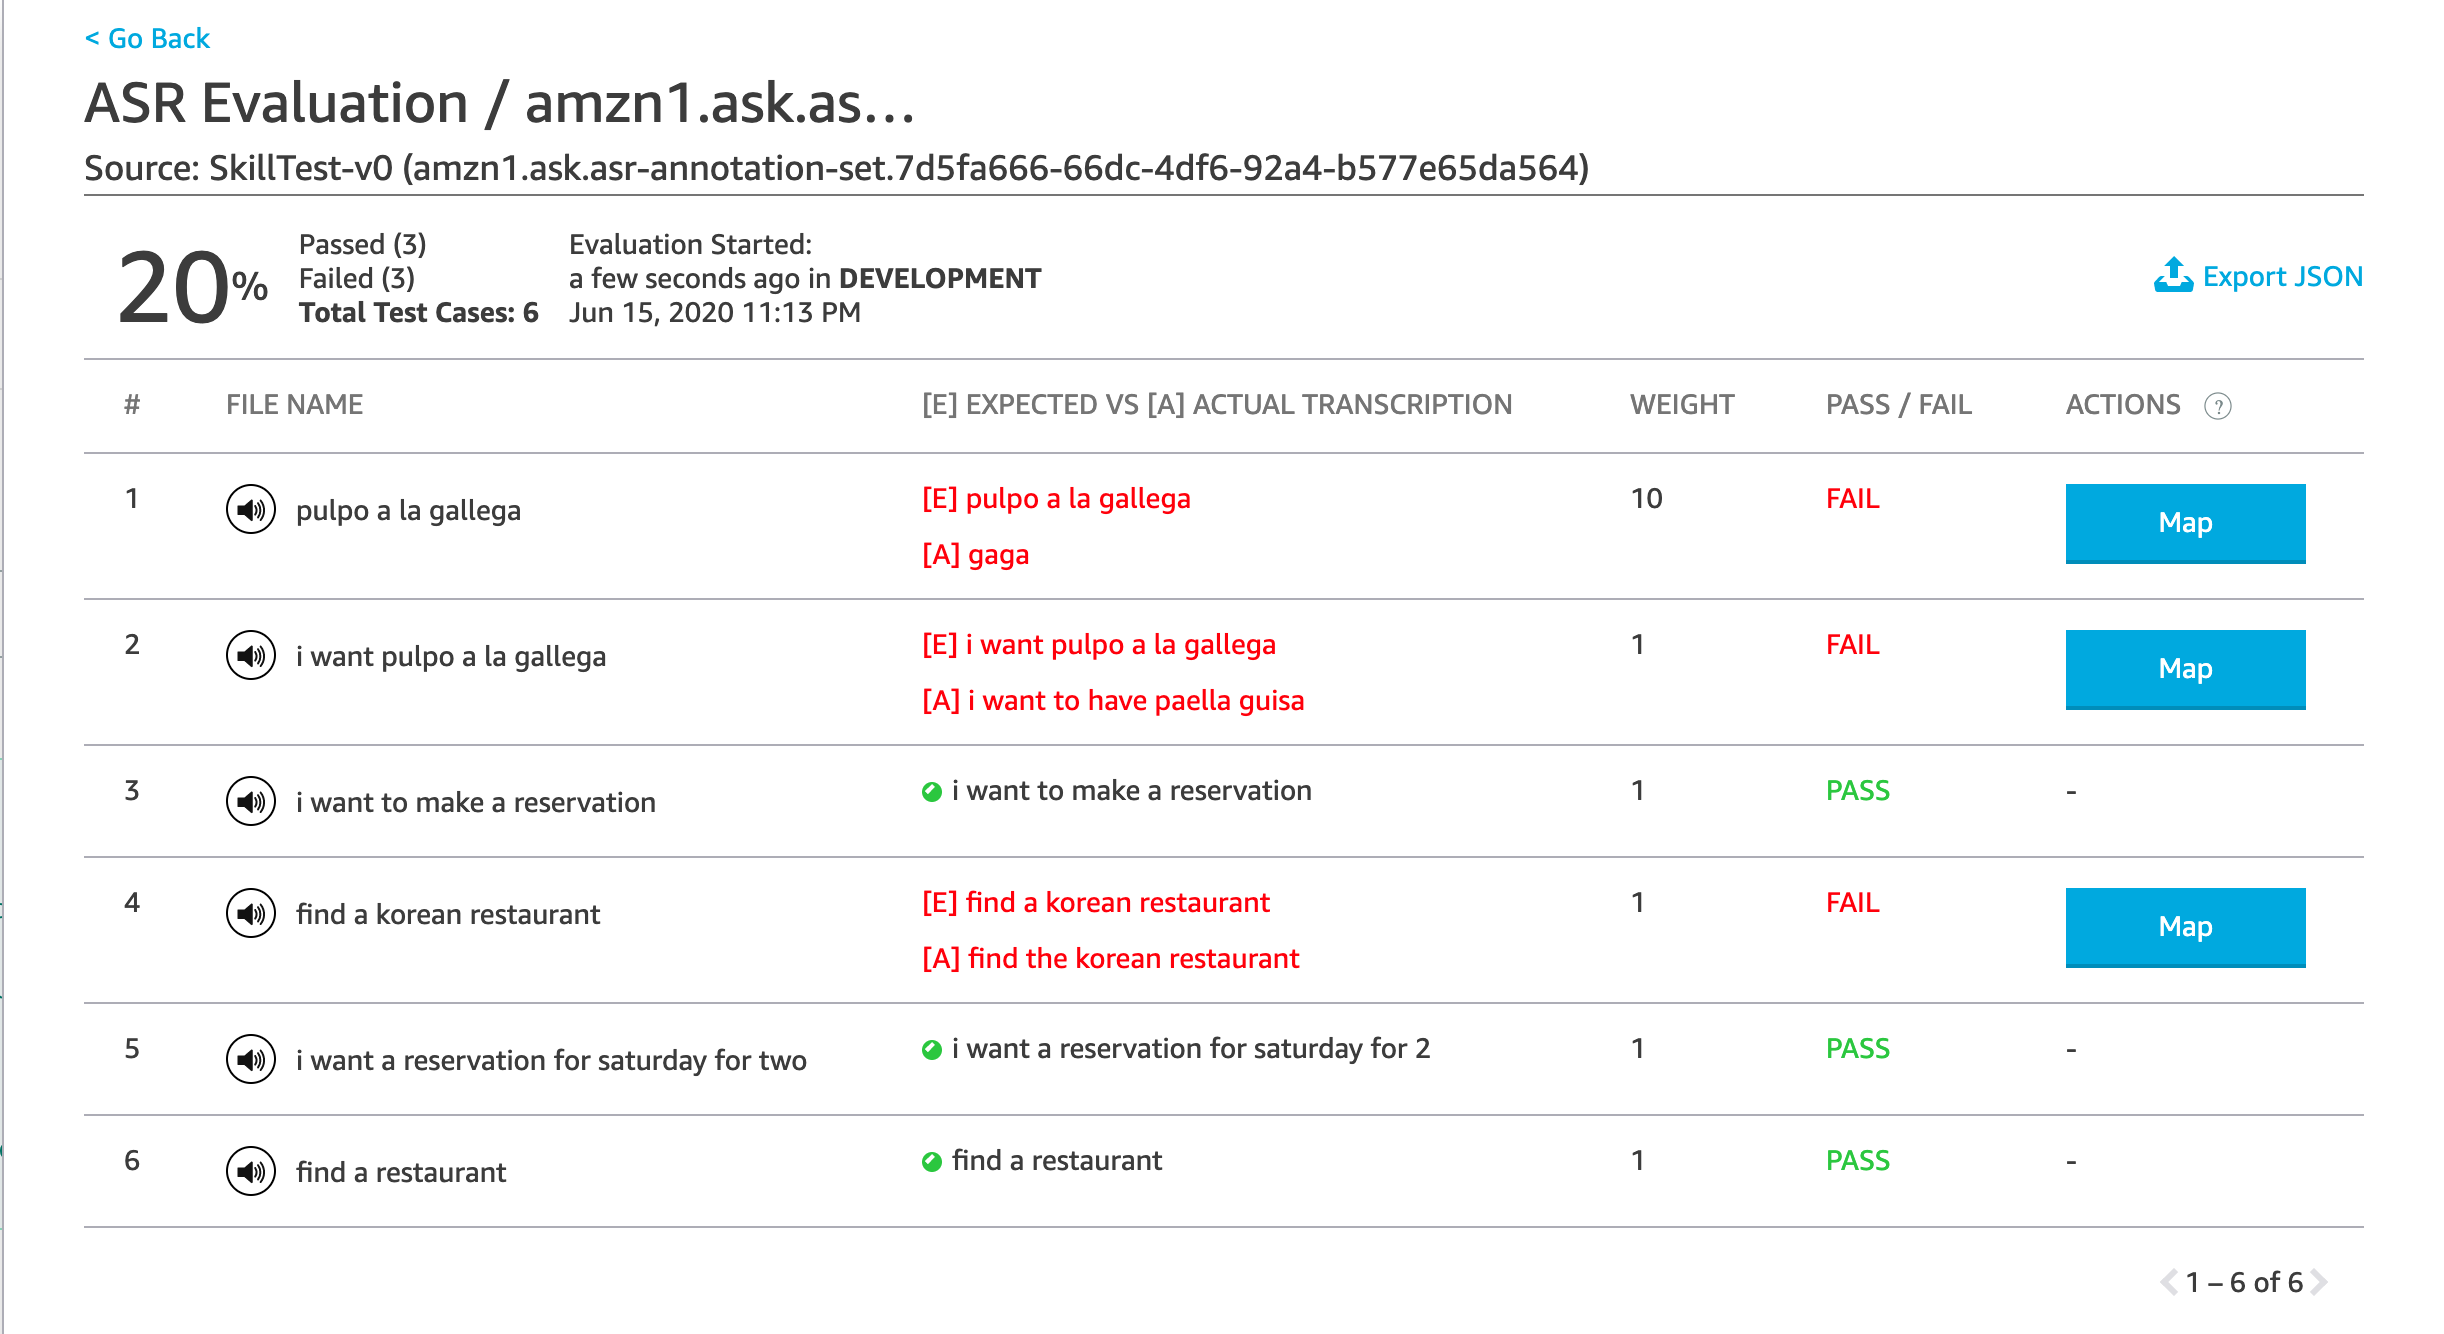 < Go Back
ASR Evaluation / amzn1.ask.as...
Source: SkillTest-v0 (amzn1.ask.asr-annotation-set.7d5fa666-66dc-4df6-92a4-b577e65da564)
20%
Passed (3)
Failed (3)
Total Test Cases: 6
Evaluation Started:
a few seconds ago in DEVELOPMENT
Jun 15, 2020 11:13 PM
Export JSON
# FILE NAME [E] EXPECTED VS [A] ACTUAL TRANSCRIPTION WEIGHT PASS / FAIL ACTIONS ?
1 pulpo a la gallega [E] pulpo a la gallega 10 FAIL Map
[A] gaga
2 i want pulpo a la gallega [E] i want pulpo a la gallega 1 FAIL Map
[A] i want to have paella guisa
3 i want to make a reservation i want to make a reservation 1 PASS -
4 find a korean restaurant [E] find a korean restaurant 1 FAIL Map
[A] find the korean restaurant
5 i want a reservation for saturday for two i want a reservation for saturday for 2 1 PASS -
6 find a restaurant find a restaurant 1 PASS -
1 – 6 of 6